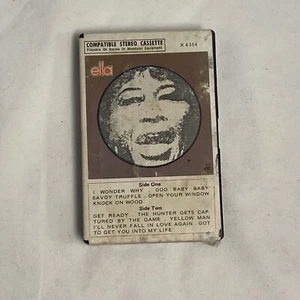 COMPATIBLE STEREO CASSETTE
Playable On Stereo Or Monaural Equipment
X 6354
ella
Side One
I WONDER WHY . OOO BABY BABY
SAVOY TRUFFLE . OPEN YOUR WINDOW
KNOCK ON WOOD
Side Two
GET READY . THE HUNTER GETS CAP
TURED BY THE GAME . YELLOW MAN
I'LL NEVER FALL IN LOVE AGAIN . GOT
TO GET YOU INTO MY LIFE